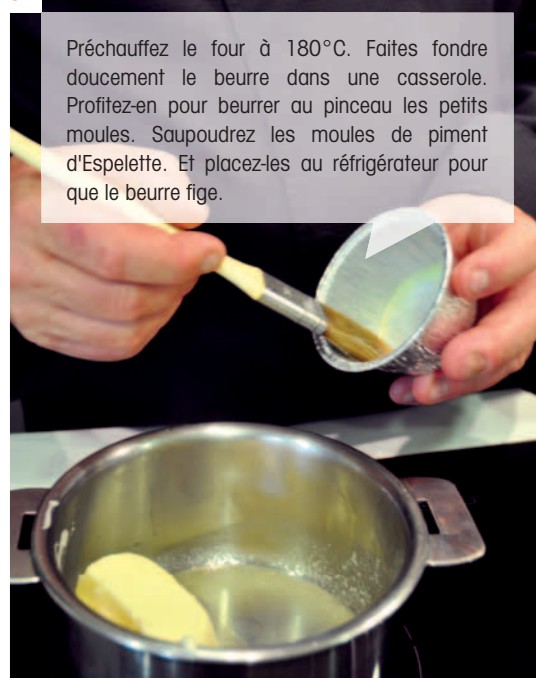 Préchauffez le four à 180°C. Faites fondre
doucement le beurre dans une casserole.
Profitez-en pour beurrer au pinceau les petits
moules. Saupoudrez les moules de piment
d'Espelette. Et placez-les au réfrigérateur pour
que le beurre fige.